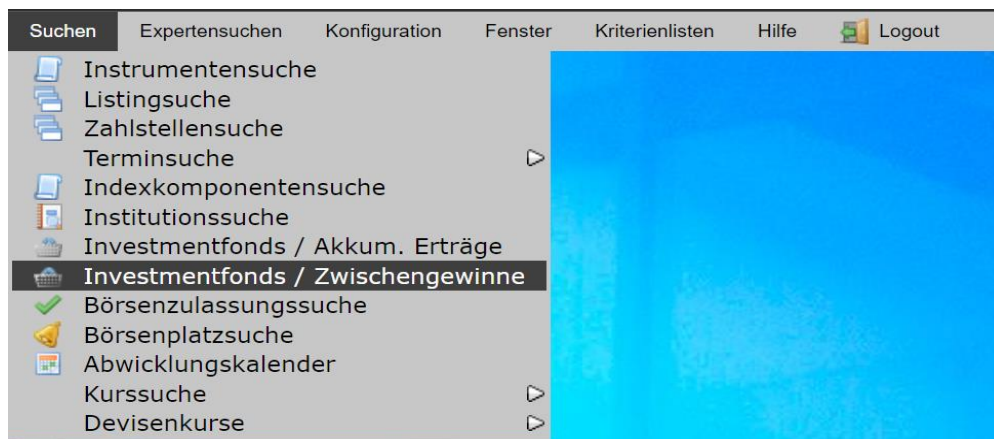 Suchen Expertensuchen Konfiguration Fenster Kriterienlisten Hilfe Logout
Instrumentensuche
Listingsuche
Zahlstellensuche
Terminsuche
Indexkomponentensuche
Institutionssuche
Investmentfonds / Akkum. Erträge
Investmentfonds / Zwischengewinne
Börsenzulassungssuche
Börsenplatzsuche
Abwicklungskalender
Kurssuche
Devisenkurse